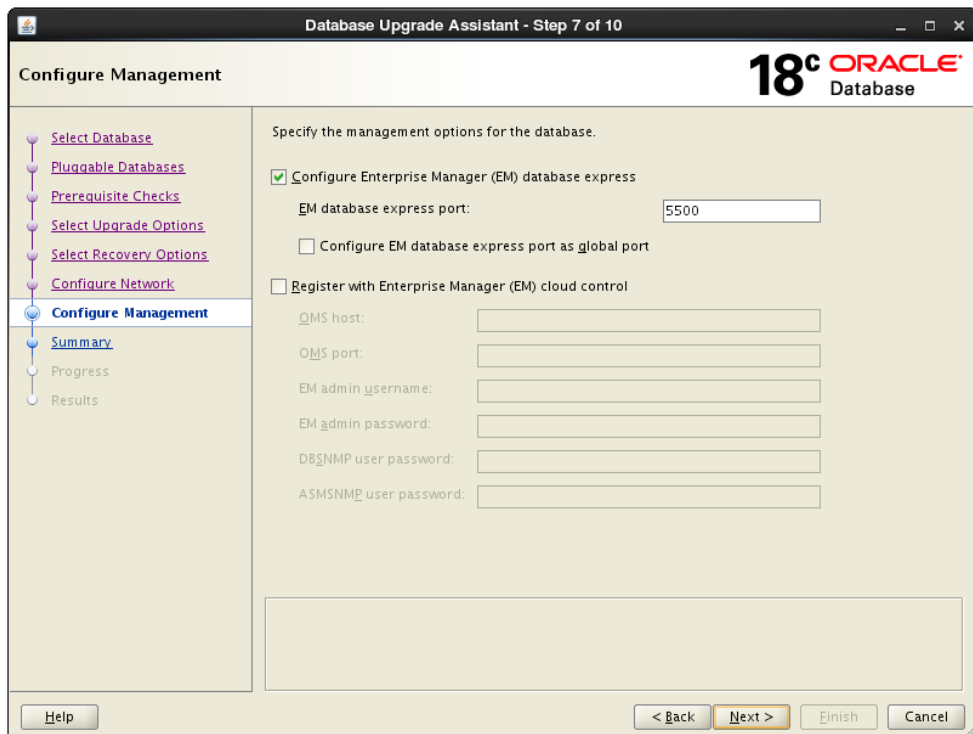 Database Upgrade Assistant - Step 7 of 10
Configure Management
18c ORACLE
Database
Select Database
Pluggable Databases
Prerequisite Checks
Select Upgrade Options
Select Recovery Options
Configure Network
Configure Management
Summary
Progress
Results
Specify the management options for the database.
Configure Enterprise Manager (EM) database express
EM database express port: 5500
Configure EM database express port as global port
Register with Enterprise Manager (EM) cloud control
OMS host:
OMS port:
EM admin username:
EM admin password:
DBSNMP user password:
ASMSNMP user password:
Help
< Back Next > Finish Cancel